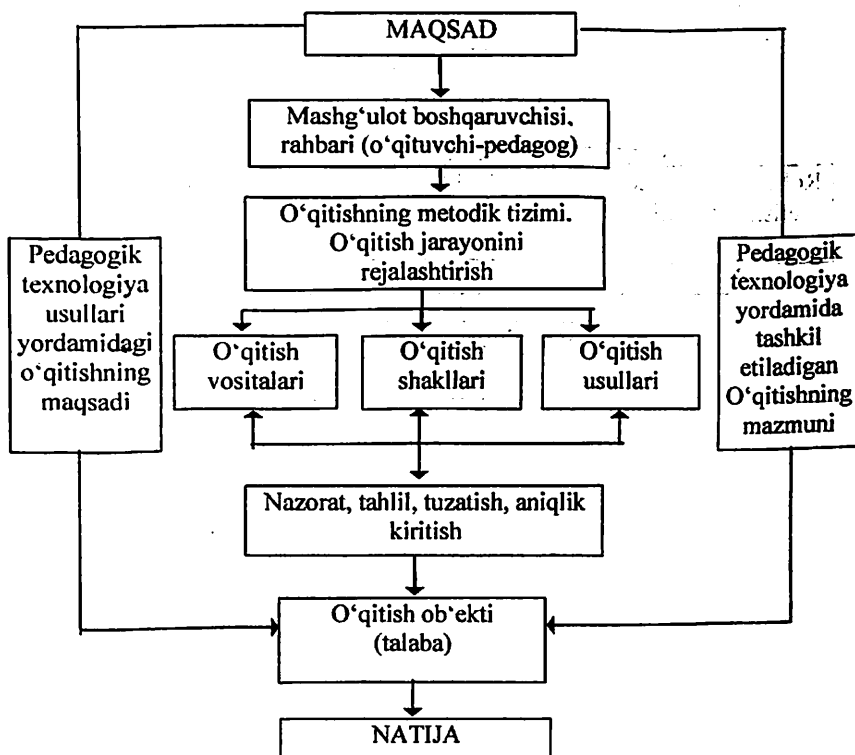 MAQSAD
Mashg‘ulot boshqaruvchisi,
rahbari (o‘qituvchi-pedagog)
O‘qitishning metodik tizimi.
O‘qitish jarayonini
rejalashtirish
Pedagogik
texnologiya
usullari
yordamidagi
o‘qitishning
maqsadi
O‘qitish
vositalari
O‘qitish
shakllari
O‘qitish
usullari
Pedagogik
texnologiya
yordamida
tashkil
etiladigan
O‘qitishning
mazmuni
Nazorat, tahlil, tuzatish, aniqlik
kiritish
O‘qitish ob‘ekti
(talaba)
NATIJA